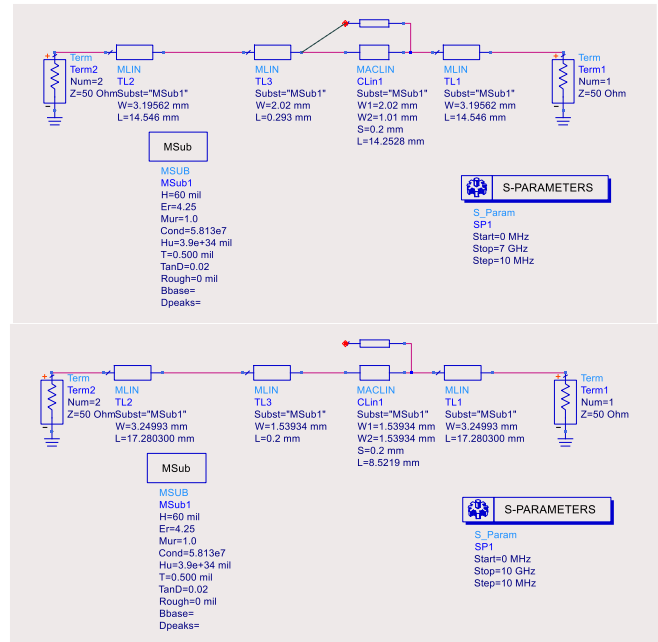 Term
Term2
Num=2
Z=50 Ohm
MLIN
TL2
Subst="MSub1"
W=3.19562 mm
L=14.546 mm
MLIN
TL3
Subst="MSub1"
W=2.02 mm
L=0.293 mm
MACLIN
CLin1
Subst="MSub1"
W1=2.02 mm
W2=1.01 mm
S=0.2 mm
L=14.2528 mm
MLIN
TL1
Subst="MSub1"
W=3.19562 mm
L=14.546 mm
Term
Term1
Num=1
Z=50 Ohm
MSub
MSUB
MSub1
H=60 mil
Er=4.25
Mur=1.0
Cond=5.813e7
Hu=3.9e+34 mil
T=0.500 mil
TanD=0.02
Rough=0 mil
Bbase=
Dpeaks=
S-PARAMETERS
S_Param
SP1
Start=0 MHz
Stop=7 GHz
Step=10 MHz
Term
Term2
Num=2
Z=50 Ohm
MLIN
TL2
Subst="MSub1"
W=3.24993 mm
L=17.280300 mm
MLIN
TL3
Subst="MSub1"
W=1.53934 mm
L=0.2 mm
MACLIN
CLin1
Subst="MSub1"
W1=1.53934 mm
W2=1.53934 mm
S=0.2 mm
L=8.5219 mm
MLIN
TL1
Subst="MSub1"
W=3.24993 mm
L=17.280300 mm
Term
Term1
Num=1
Z=50 Ohm
MSub
MSUB
MSub1
H=60 mil
Er=4.25
Mur=1.0
Cond=5.813e7
Hu=3.9e+34 mil
T=0.500 mil
TanD=0.02
Rough=0 mil
Bbase=
Dpeaks=
S-PARAMETERS
S_Param
SP1
Start=0 MHz
Stop=10 GHz
Step=10 MHz